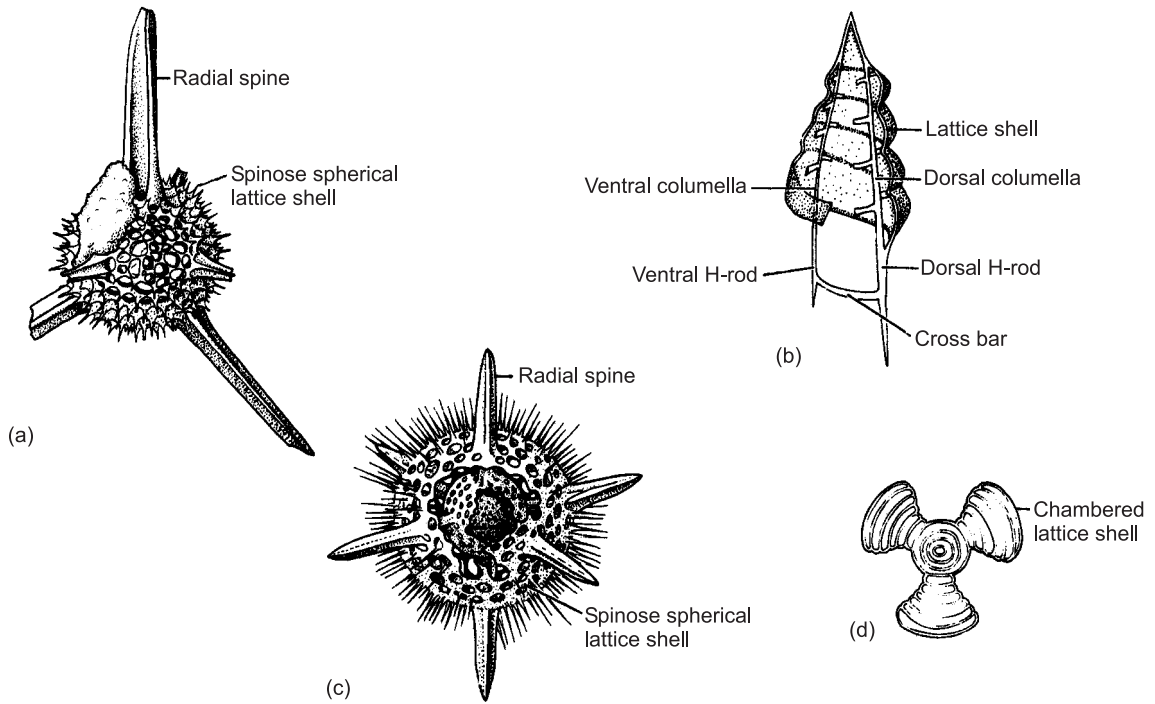 Radial spine
Spinose spherical
lattice shell
(a)
Lattice shell
Ventral columella
Dorsal columella
Ventral H-rod
Dorsal H-rod
Cross bar
(b)
Radial spine
Spinose spherical
lattice shell
(c)
Chambered
lattice shell
(d)